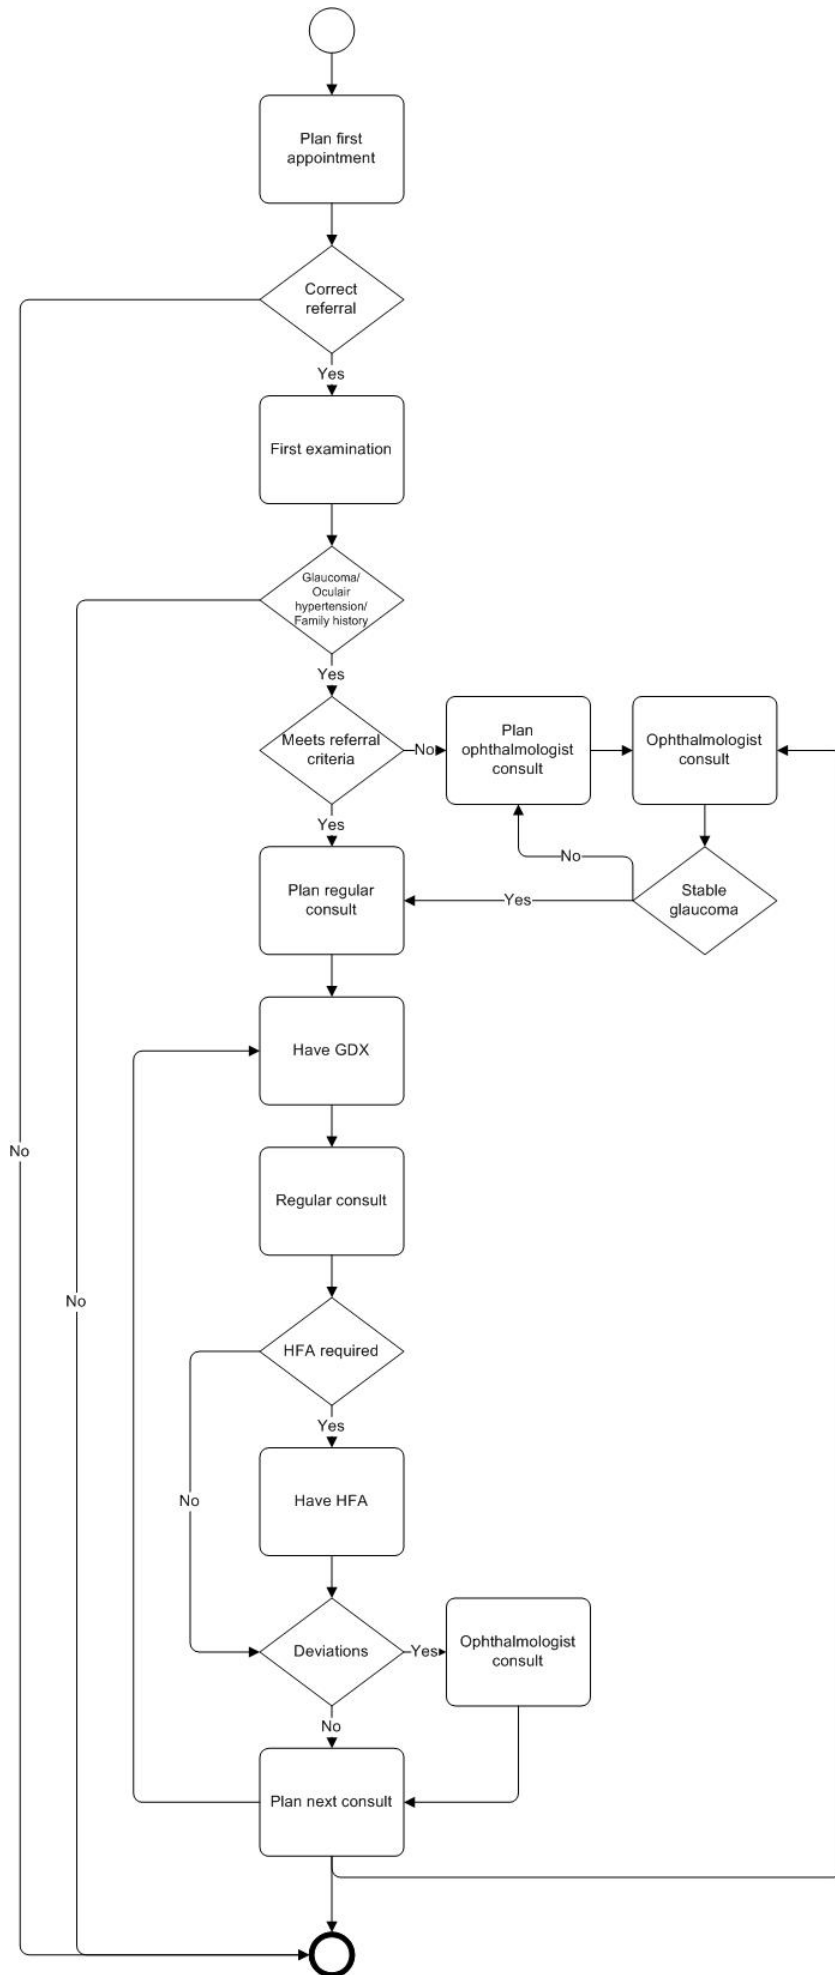 Plan first
appointment
Correct
referral
Yes
First examination
Glaucoma/
Oculair
hypertension/
Family history
Yes
Meets referral
criteria
No
Plan
ophthalmologist
consult
Ophthalmologist
consult
Yes
No
Stable
glaucoma
Plan regular
consult
Yes
Have GDX
No
Regular consult
No
HFA required
Yes
No
Have HFA
Deviations
Yes
Ophthalmologist
consult
No
Plan next consult